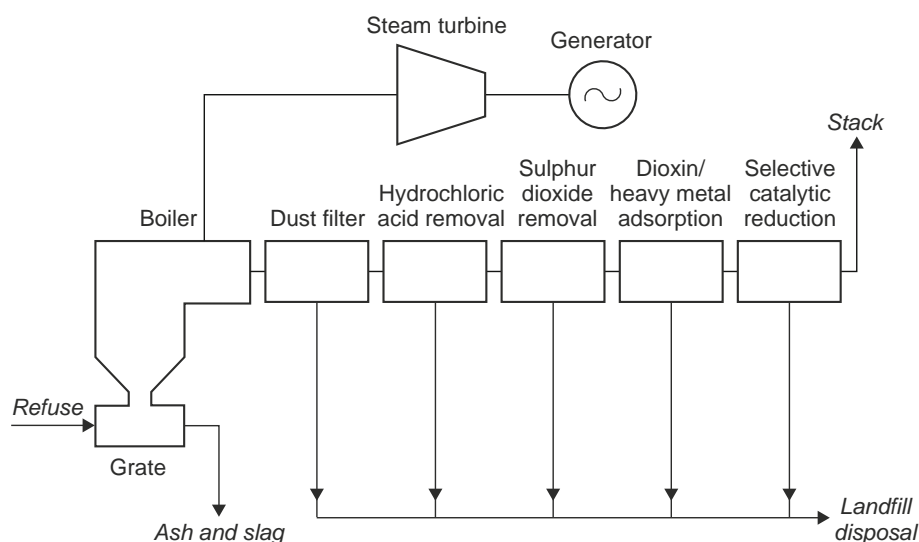 Steam turbine
Generator
Stack
Boiler
Dust filter
Hydrochloric
acid removal
Sulphur
dioxide
removal
Dioxin/
heavy metal
adsorption
Selective
catalytic
reduction
Refuse
Grate
Ash and slag
Landfill
disposal